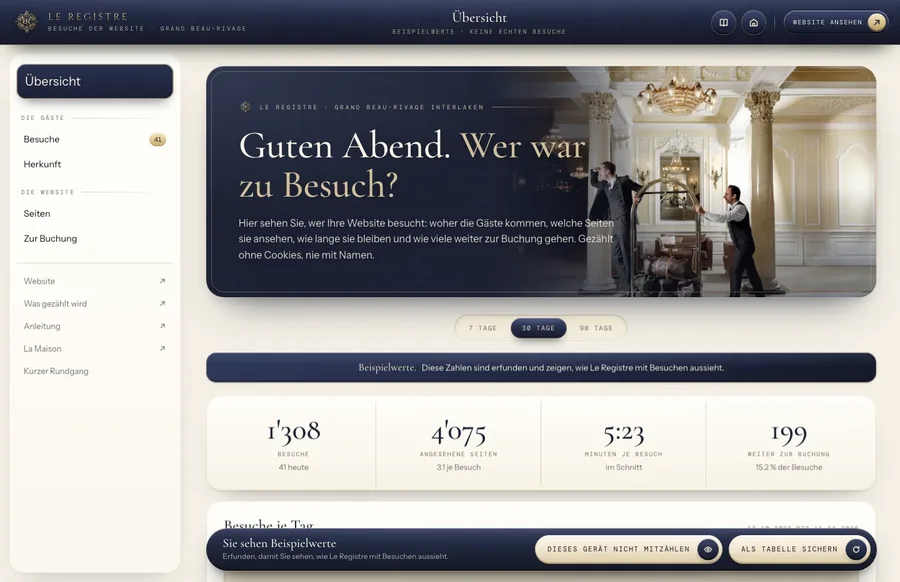 LE REGISTRE
BESUCHE DER WEBSITE · GRAND BEAU-RIVAGE
Übersicht
BEISPIELWERTE · KEINE ECHTEN BESUCHE
WEBSITE ANSEHEN
Übersicht
DIE GÄSTE
Besuche 41
Herkunft
DIE WEBSITE
Seiten
Zur Buchung
Website
Was gezählt wird
Anleitung
La Maison
Kurzer Rundgang
LE REGISTRE · GRAND BEAU-RIVAGE INTERLAKEN
Guten Abend. Wer war
zu Besuch?
Hier sehen Sie, wer Ihre Website besucht: woher die Gäste kommen, welche Seiten
sie ansehen, wie lange sie bleiben und wie viele weiter zur Buchung gehen. Gezählt
ohne Cookies, nie mit Namen.
7 TAGE 30 TAGE 90 TAGE
Beispielwerte. Diese Zahlen sind erfunden und zeigen, wie Le Registre mit Besuchen aussieht.
1'308
BESUCHE
41 heute
4'075
ANGESEHENE SEITEN
3.1 je Besuch
5:23
MINUTEN JE BESUCH
im Schnitt
199
WEITER ZUR BUCHUNG
15.2 % der Besuche
Besuche je Tag
Sie sehen Beispielwerte
Erfunden, damit Sie sehen, wie Le Registre mit Besuchen aussieht.
DIESES GERÄT NICHT MITZÄHLEN
ALS TABELLE SICHERN